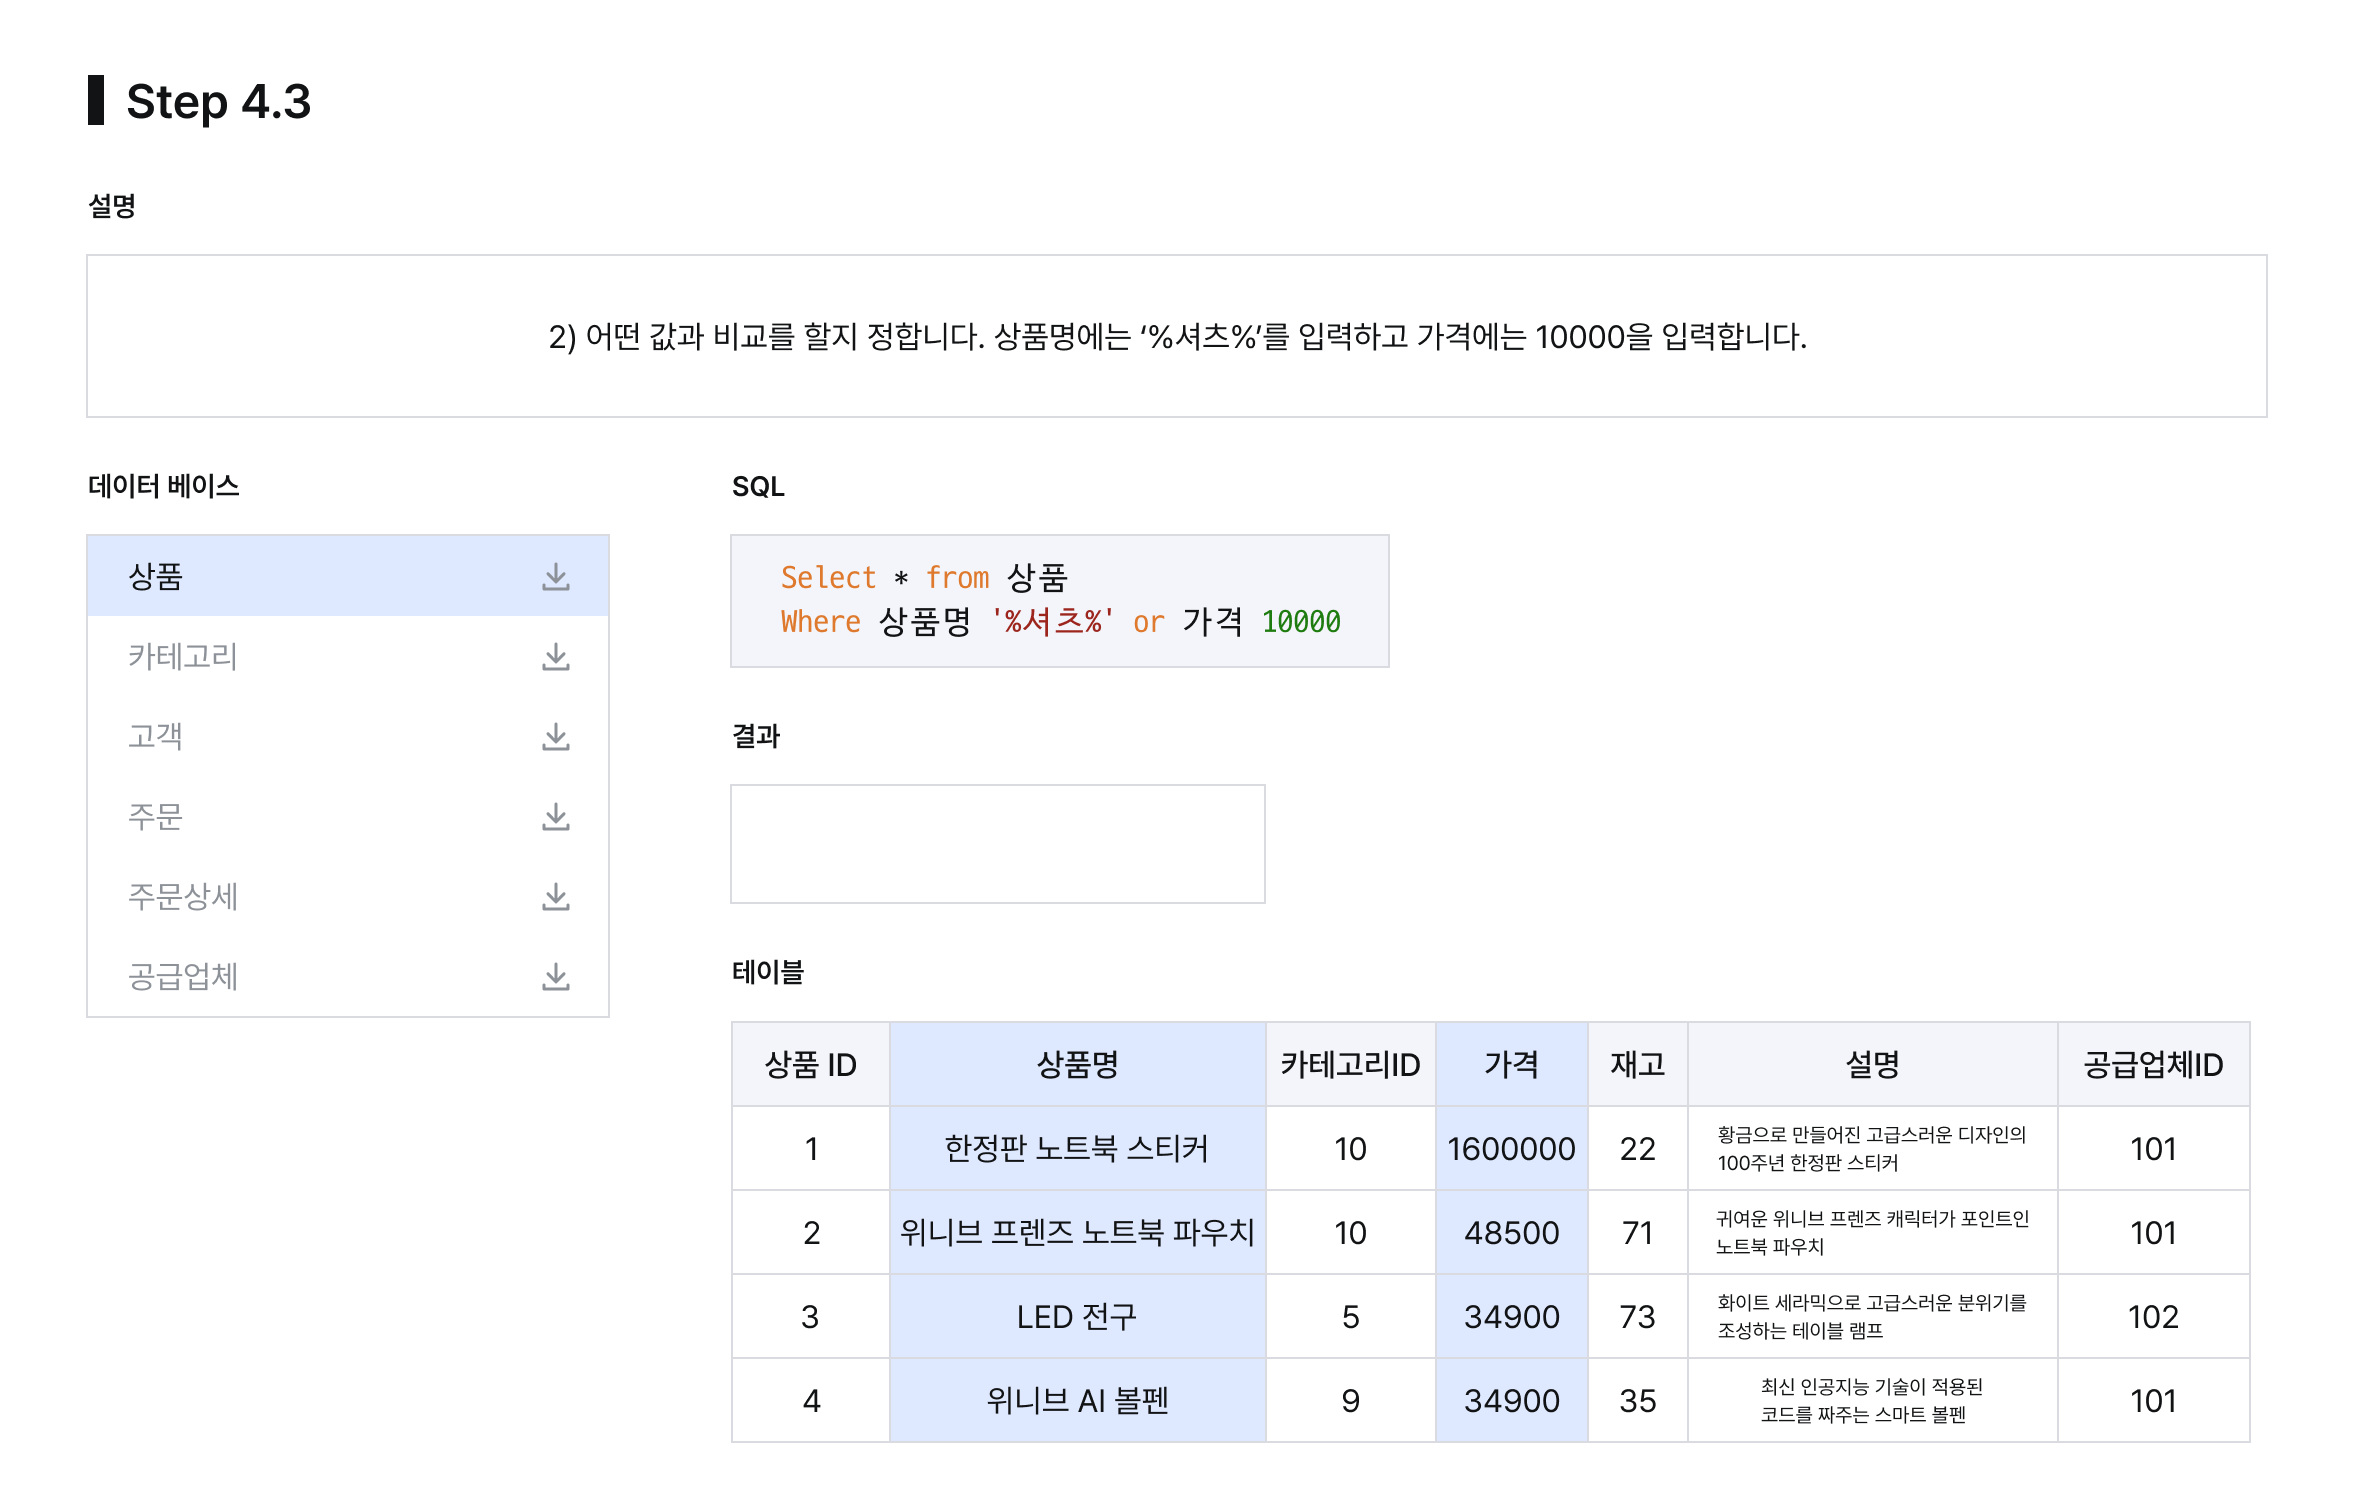 Step 4.3
설명
2) 어떤 값과 비교를 할지 정합니다. 상품명에는 ‘%셔츠%’를 입력하고 가격에는 10000을 입력합니다.
데이터 베이스
상품
카테고리
고객
주문
주문상세
공급업체
SQL
Select * from 상품
Where 상품명 '%셔츠%' or 가격 10000
결과
테이블
상품 ID 상품명 카테고리ID 가격 재고 설명 공급업체ID
1 한정판 노트북 스티커 10 1600000 22 황금으로 만들어진 고급스러운 디자인의
100주년 한정판 스티커 101
2 위니브 프렌즈 노트북 파우치 10 48500 71 귀여운 위니브 프렌즈 캐릭터가 포인트인
노트북 파우치 101
3 LED 전구 5 34900 73 화이트 세라믹으로 고급스러운 분위기를
조성하는 테이블 램프 102
4 위니브 AI 볼펜 9 34900 35 최신 인공지능 기술이 적용된
코드를 짜주는 스마트 볼펜 101